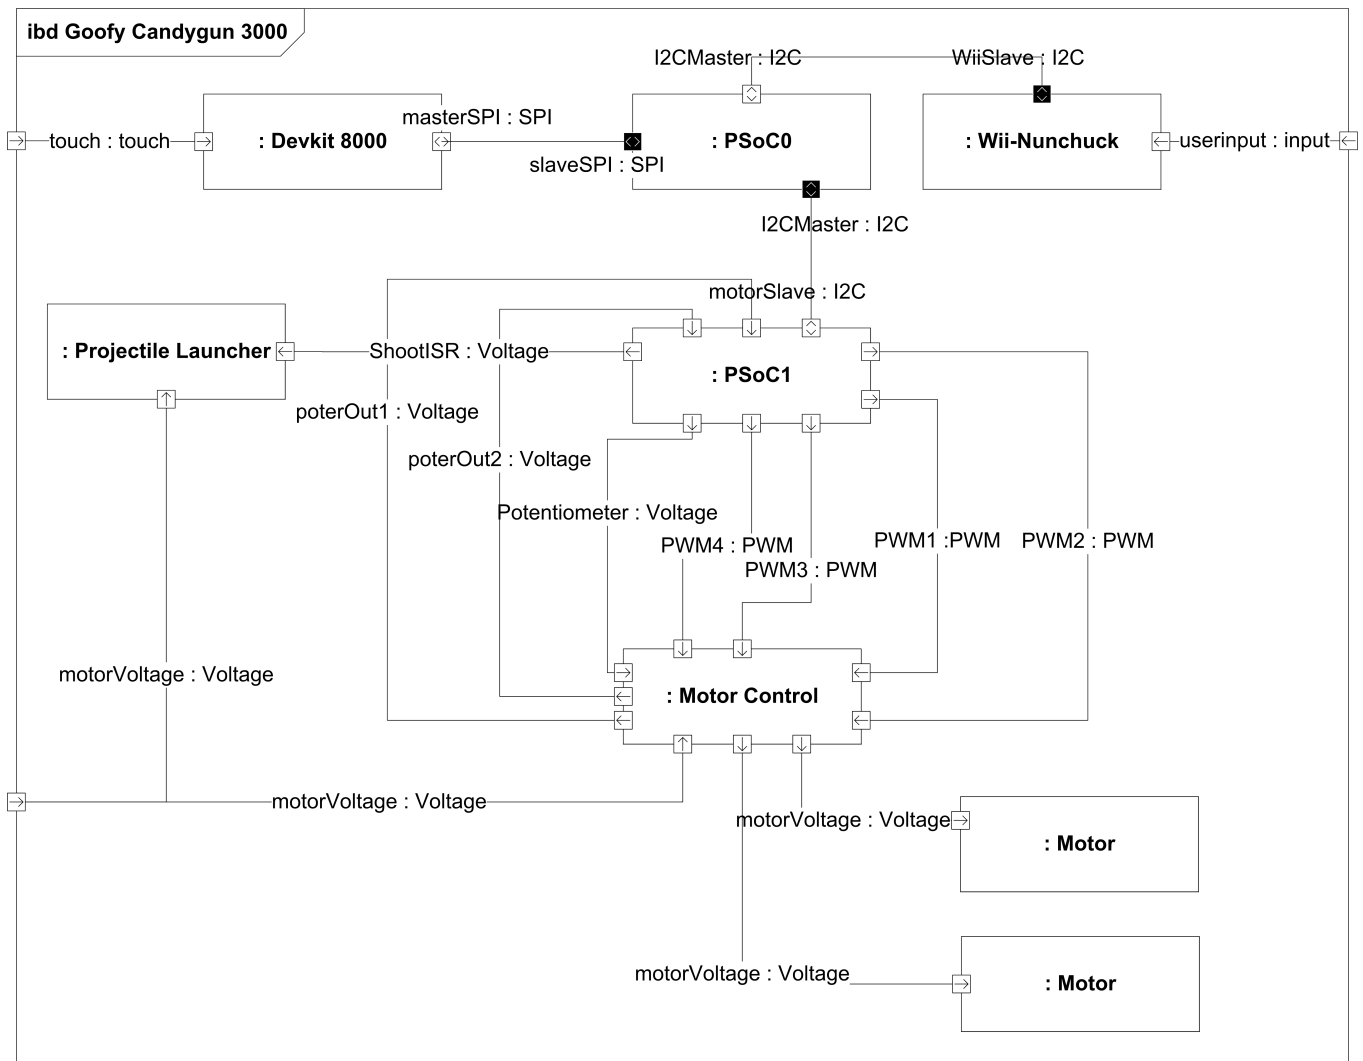 ibd Goofy Candygun 3000
I2CMaster : I2C
WiiSlave : I2C
masterSPI : SPI
touch : touch
: Devkit 8000
: PSoC0
: Wii-Nunchuck
userinput : input
slaveSPI : SPI
I2CMaster : I2C
motorSlave : I2C
: Projectile Launcher
ShootISR : Voltage
: PSoC1
poterOut1 : Voltage
poterOut2 : Voltage
Potentiometer : Voltage
PWM4 : PWM
PWM1 :PWM
PWM2 : PWM
PWM3 : PWM
motorVoltage : Voltage
: Motor Control
motorVoltage : Voltage
motorVoltage : Voltage
: Motor
motorVoltage : Voltage
: Motor